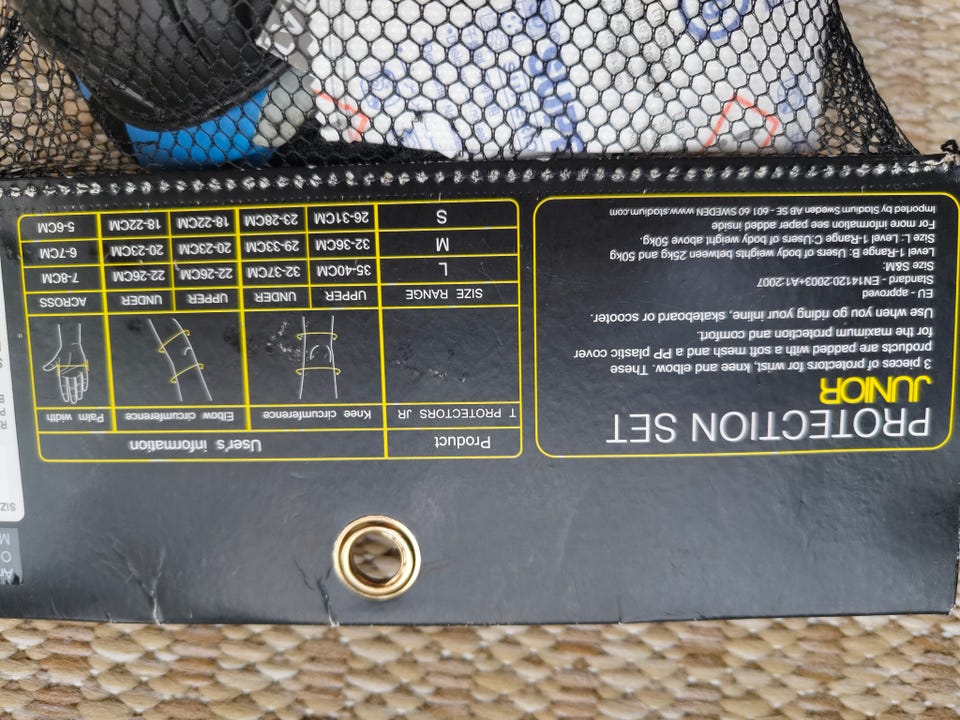 PROTECTION SET
JUNIOR
3 pieces of protectors for wrist, knee and elbow. These
products are padded with a soft mesh and a PP plastic cover
for the maximum protection and comfort.
Use when you go riding your inline, skateboard or scooter.
EU - approved
Standard - EN14120:2003+A1:2007
Size: S&M:
Level 1-Range: B: Users of body weights between 25kg and 50kg
Size: L: Level 1-Range: C:Users of body weight above 50kg.
For more information see paper added inside
Imported by Stadium Sweden AB SE - 601 60 SWEDEN www.stadium.com
Product User's information
T PROTECTORS JR Knee circumference Elbow circumference Palm width
SIZE RANGE UPPER UNDER UPPER UNDER ACROSS
L 35-40CM 32-37CM 22-26CM 22-26CM 7-8CM
M 32-36CM 29-33CM 20-23CM 20-23CM 6-7CM
S 26-31CM 23-28CM 18-22CM 18-22CM 5-6CM